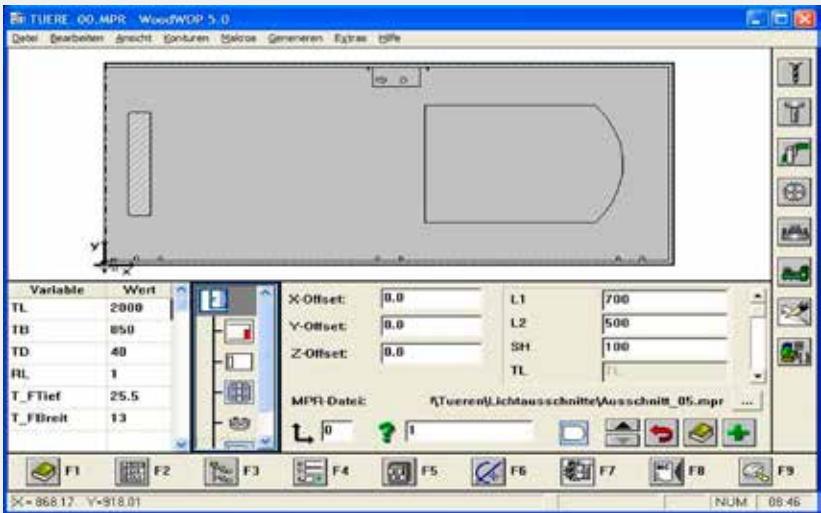 TUERE_00.MPR - WoodWOP 5.0
Datei Bearbeiten Ansicht Konturen Makros Generieren Extras Hilfe
Y
X
Variable Wert
TL 2000
TB 850
TD 40
RL 1
T_FTief 25.5
T_FBreit 13
X-Offset: 0.0
Y-Offset: 0.0
Z-Offset: 0.0
L1 700
L2 500
SH 100
TL TL
MPR-Datei: \Tueren\Lichtausschnitte\Ausschnitt_05.mpr ...
0 ? 1
F1 F2 F3 F4 F5 F6 F7 F8 F9
X= 868.17 Y=918.01 NUM 08:46